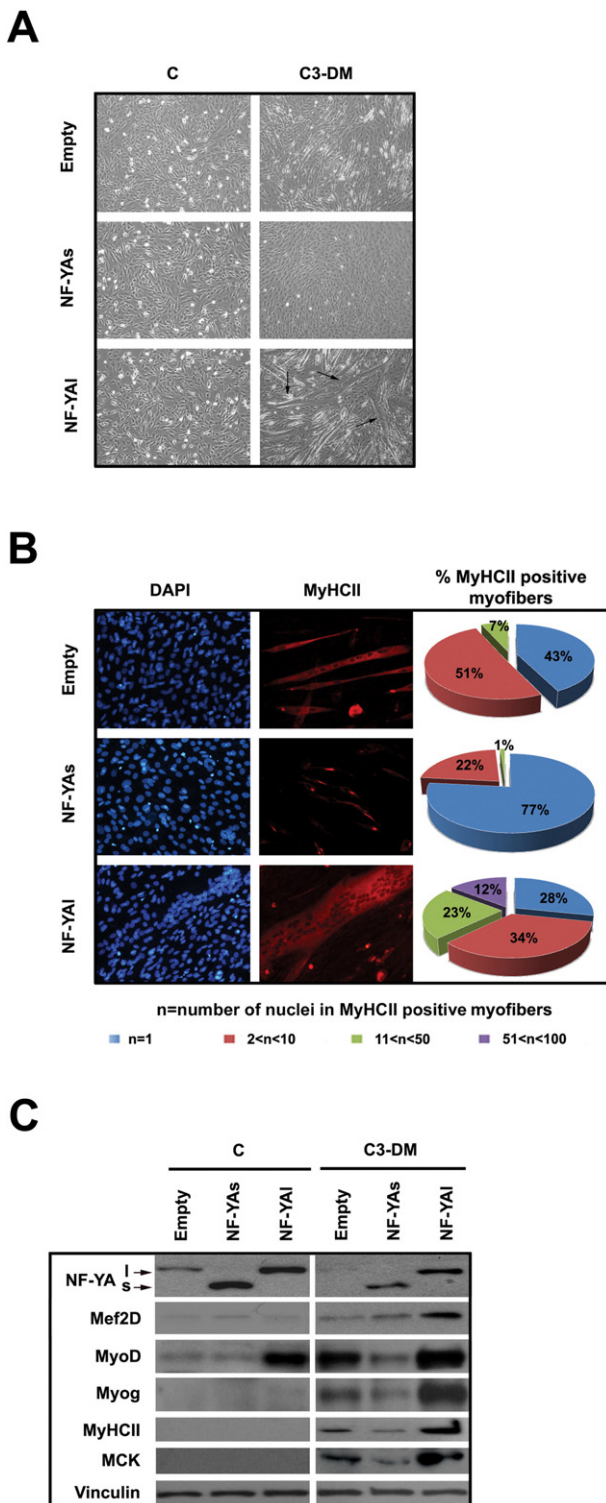 A
C C3-DM
Empty
NF-YAs
NF-YAl
B
DAPI MyHCII % MyHCII positive
myofibers
Empty
7%
43%
51%
NF-YAs
1%
22%
77%
NF-YAl
12%
28%
23%
34%
n=number of nuclei in MyHCII positive myofibers
n=1 2<n<10 11<n<50 51<n<100
C
C C3-DM
Empty NF-YAs NF-YAl Empty NF-YAs NF-YAl
NF-YA l
s
Mef2D
MyoD
Myog
MyHCII
MCK
Vinculin